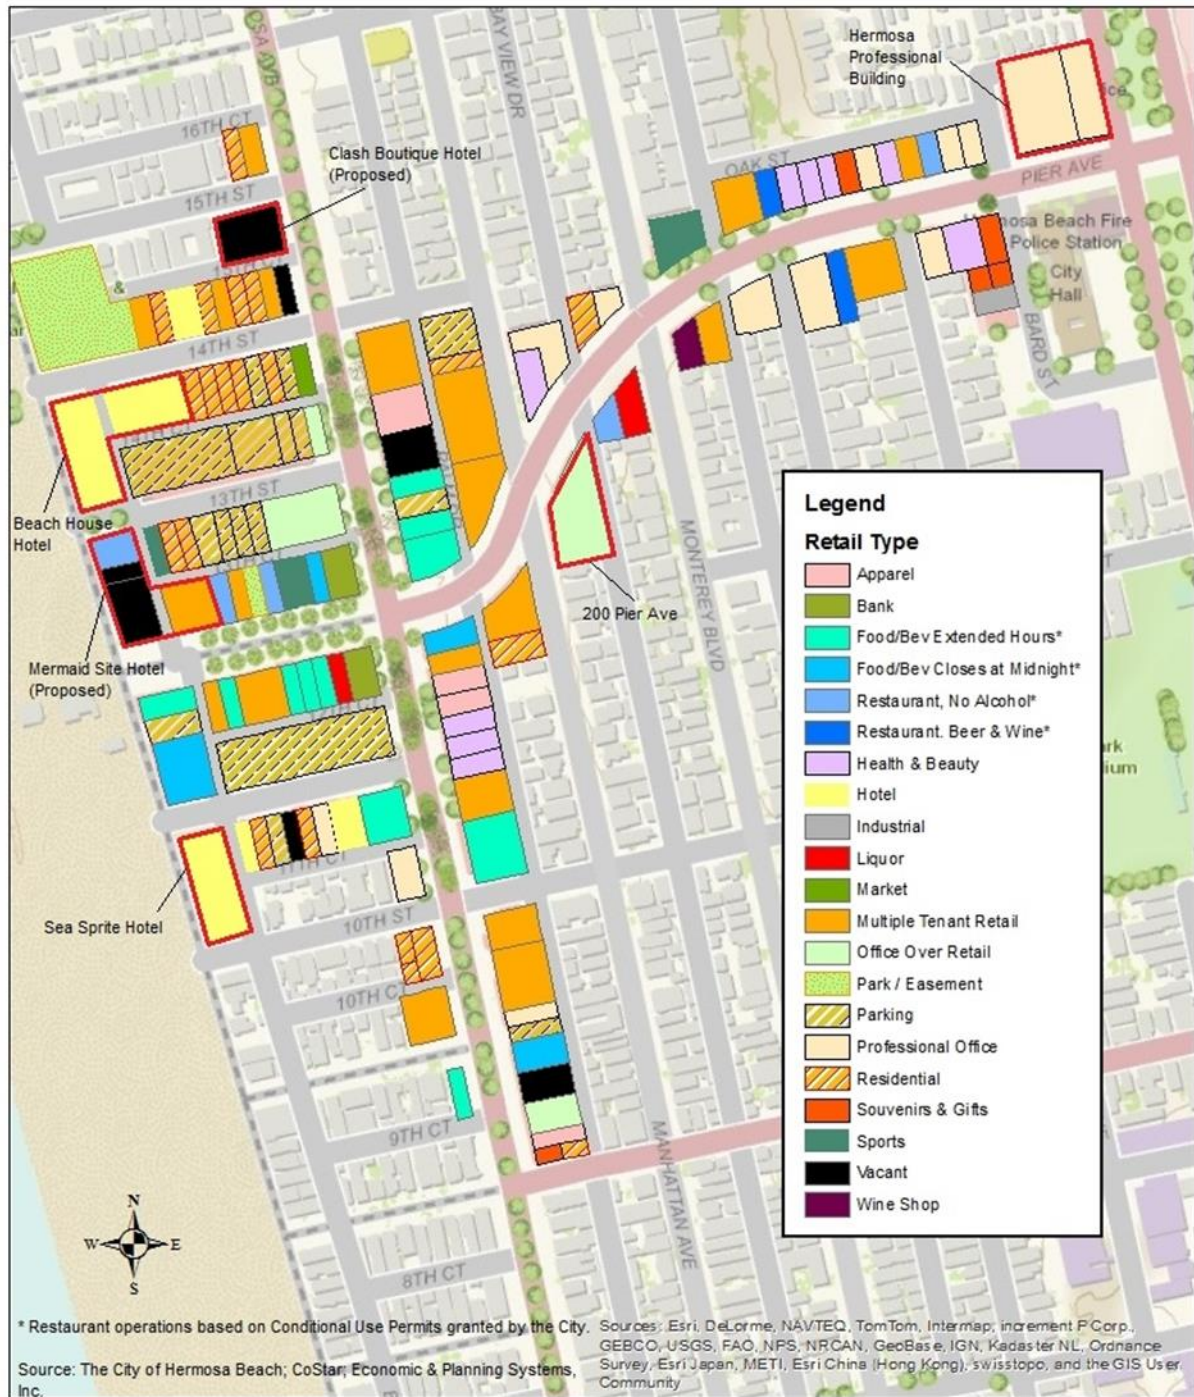 Hermosa
Professional
Building
BAY VIEW DR
16TH CT
Clash Boutique Hotel
(Proposed)
15TH ST
OAK ST
PIER AVE
Hermosa Beach Fire
Police Station
City
Hall
BARD ST
14TH ST
13TH ST
Beach House
Hotel
MONTEREY BLVD
200 Pier Ave
Mermaid Site Hotel
(Proposed)
11TH CT
Sea Sprite Hotel
10TH ST
10TH CT
9TH CT
MANHATTAN AVE
8TH CT
Legend
Retail Type
Apparel
Bank
Food/Bev Extended Hours*
Food/Bev Closes at Midnight*
Restaurant, No Alcohol*
Restaurant. Beer & Wine*
Health & Beauty
Hotel
Industrial
Liquor
Market
Multiple Tenant Retail
Office Over Retail
Park / Easement
Parking
Professional Office
Residential
Souvenirs & Gifts
Sports
Vacant
Wine Shop
N
W E
S
* Restaurant operations based on Conditional Use Permits granted by the City.
Source: The City of Hermosa Beach; CoStar; Economic & Planning Systems,
Inc.
Sources: Esri, DeLorme, NAVTEQ, TomTom, Intermap, increment P Corp.,
GEBCO, USGS, FAO, NPS, NRCAN, GeoBase, IGN, Kadaster NL, Ordnance
Survey, Esri Japan, METI, Esri China (Hong Kong), swisstopo, and the GIS User
Community